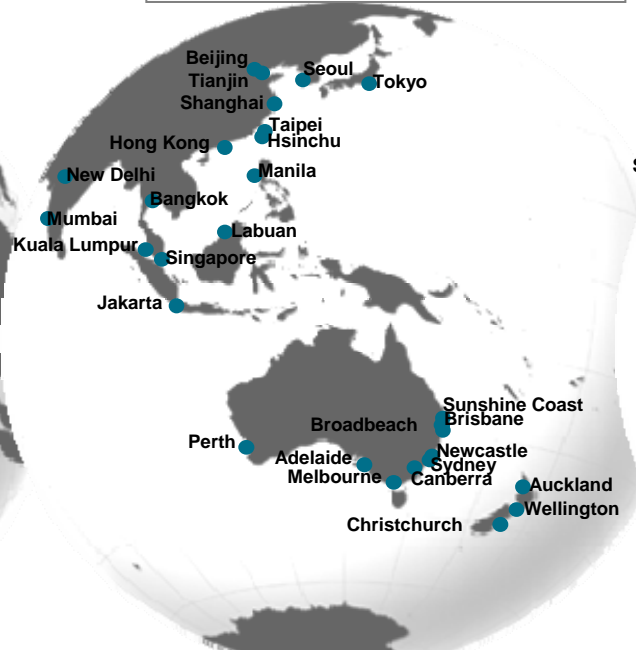 Beijing
Seoul
Tianjin
Tokyo
Shanghai
Taipei
Hong Kong
Hsinchu
New Delhi
Manila
Bangkok
Mumbai
Labuan
Kuala Lumpur
Singapore
Jakarta
Sunshine Coast
Broadbeach
Brisbane
Perth
Newcastle
Adelaide
Sydney
Melbourne
Canberra
Auckland
Wellington
Christchurch